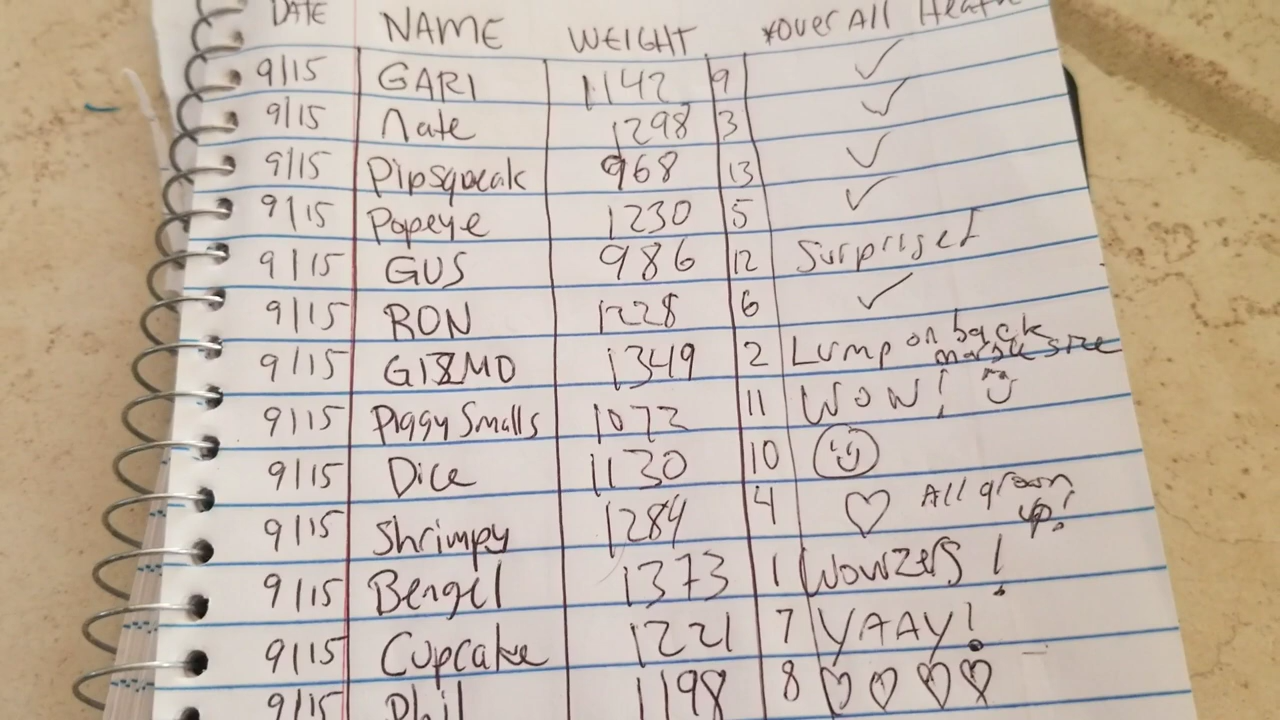 DATE NAME WEIGHT *Over All Heath
9/15 GARI 1142 9 ✓
9/15 Nate 1298 3 ✓
9/15 Pipsqueak 968 13 ✓
9/15 Popeye 1230 5 ✓
9/15 GUS 986 12 Surprised
9/15 RON 1228 6 ✓
9/15 GIZMO 1349 2 Lump on back marble size
9/15 Piggy Smalls 1072 11 WOW!
9/15 Dice 1130 10
9/15 Shrimpy 1284 4 ♡ All grown up!
9/15 1373 1 Wowzers!
9/15 Cupcake 1221 7 YAAY!
9/15 Phil 1198 8 ♡ ♡ ♡ ♡